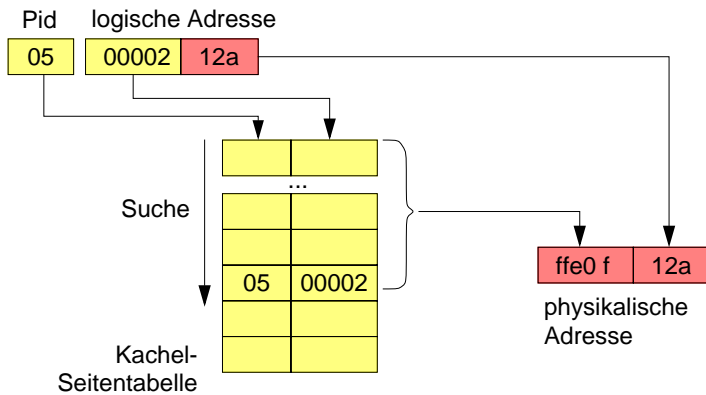 Pid
logische Adresse
05
00002
12a
...
Suche
05
00002
ffe0 f
12a
physikalische
Adresse
Kachel-
Seitentabelle